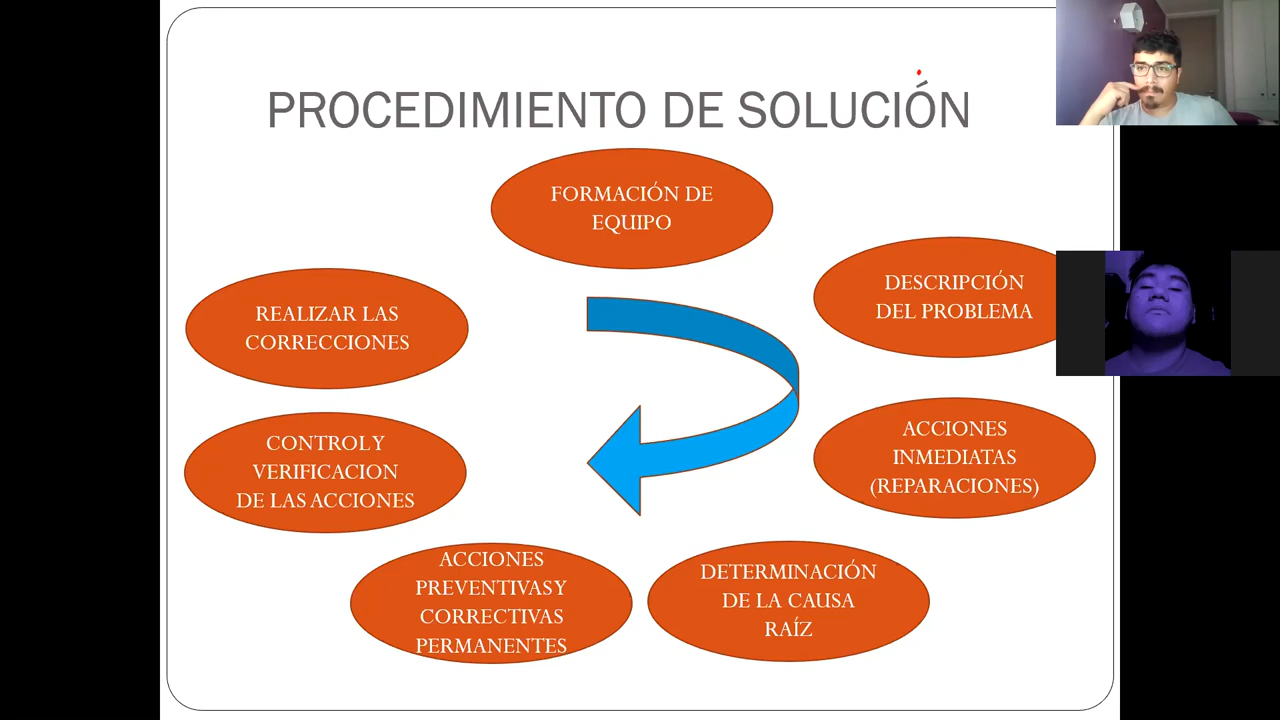 PROCEDIMIENTO DE SOLUCIÓN
FORMACIÓN DE
EQUIPO
DESCRIPCIÓN
DEL PROBLEMA
ACCIONES
INMEDIATAS
(REPARACIONES)
DETERMINACIÓN
DE LA CAUSA
RAÍZ
ACCIONES
PREVENTIVAS Y
CORRECTIVAS
PERMANENTES
CONTROL Y
VERIFICACION
DE LAS ACCIONES
REALIZAR LAS
CORRECCIONES